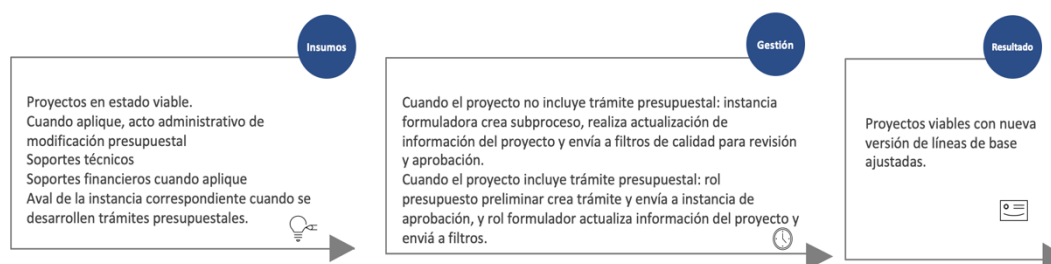 Insumos
Proyectos en estado viable.
Cuando aplique, acto administrativo de
modificación presupuestal
Soportes técnicos
Soportes financieros cuando aplique
Aval de la instancia correspondiente cuando se
desarrollen trámites presupuestales.
Gestión
Cuando el proyecto no incluye trámite presupuestal: instancia
formuladora crea subproceso, realiza actualización de
información del proyecto y envía a filtros de calidad para revisión
y aprobación.
Cuando el proyecto incluye trámite presupuestal: rol
presupuesto preliminar crea trámite y envía a instancia de
aprobación, y rol formulador actualiza información del proyecto y
enviá a filtros.
Resultado
Proyectos viables con nueva
versión de líneas de base
ajustadas.